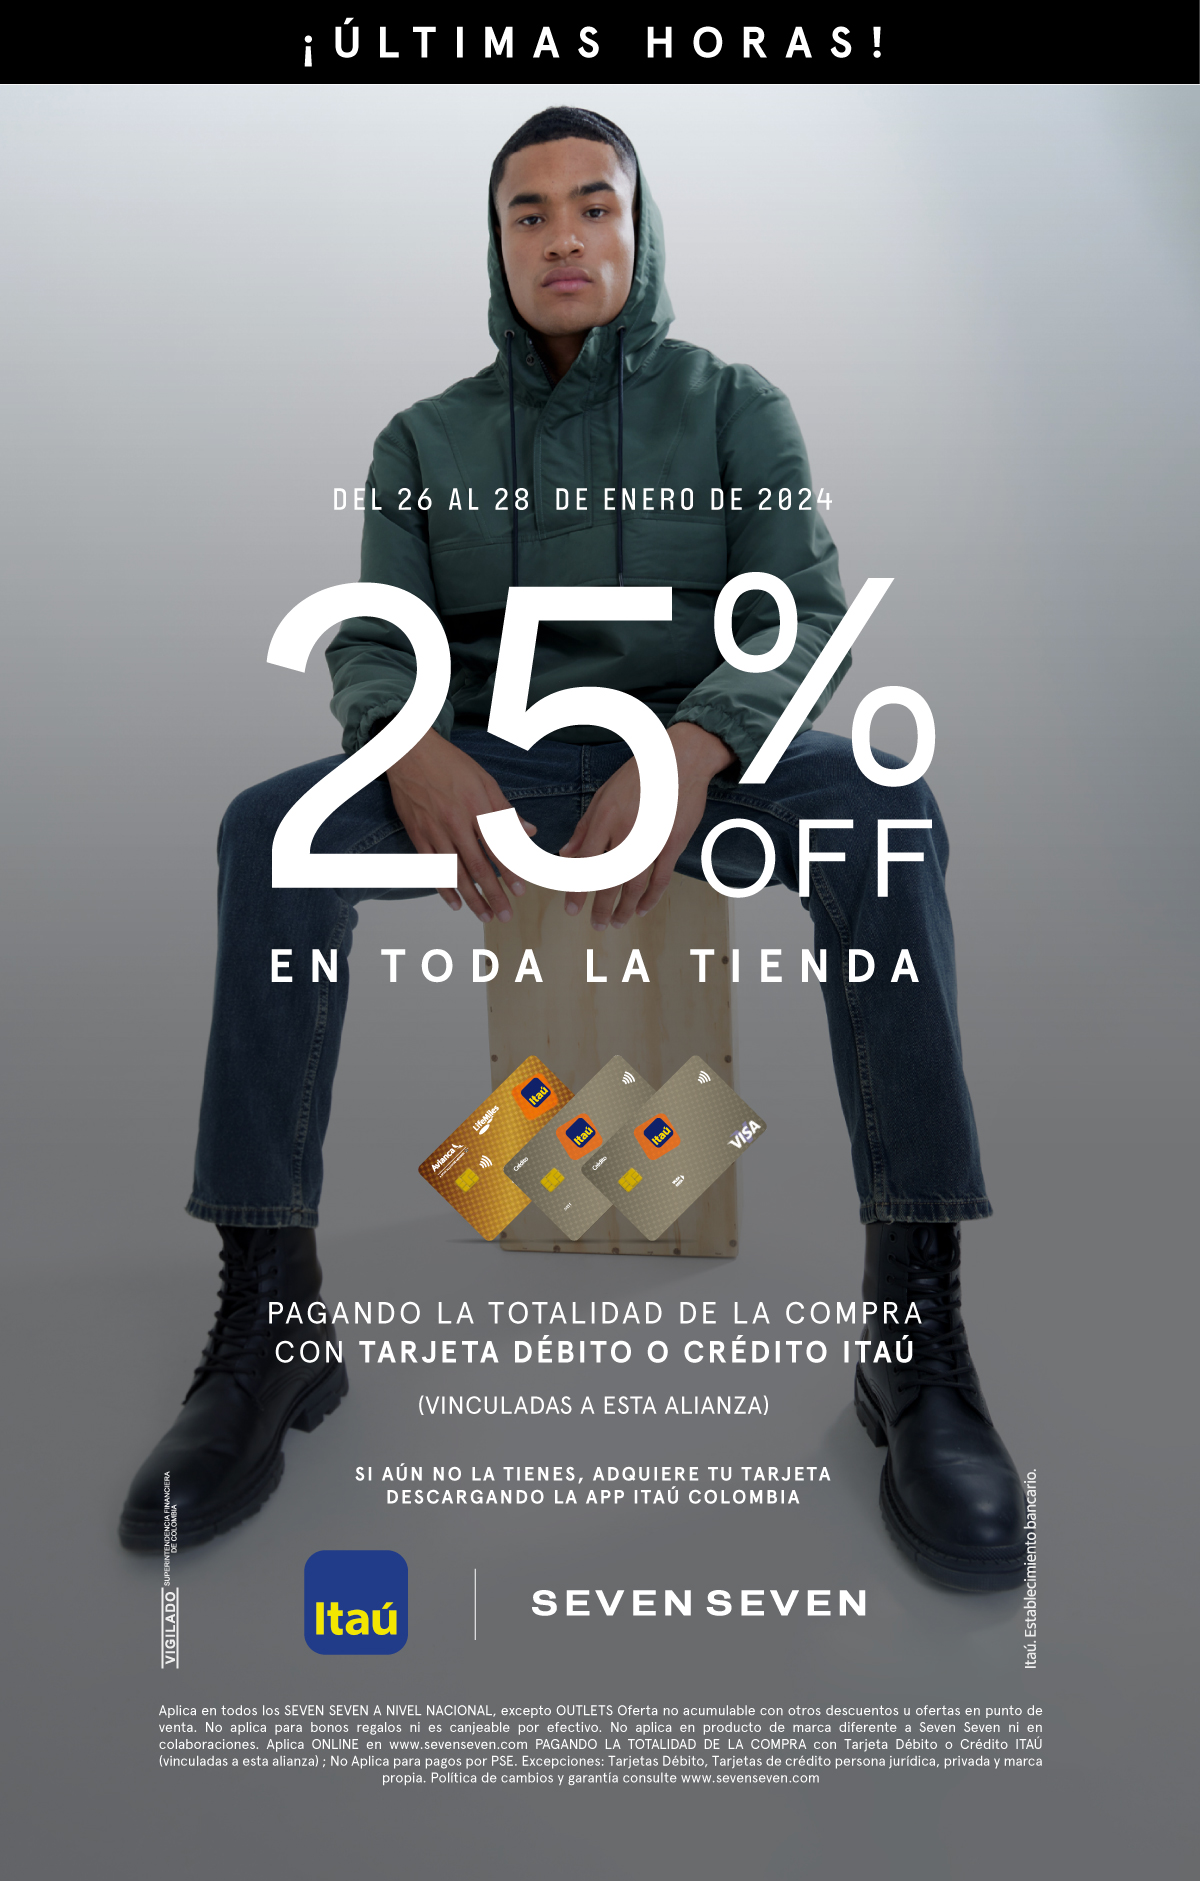 ¡ÚLTIMAS HORAS!
DEL 26 AL 28 DE ENERO DE 2024
25%
OFF
EN TODA LA TIENDA
Avianca
LifeMiles
Itaú
Crédito
Itaú
Crédito
Itaú
VISA
PAGANDO LA TOTALIDAD DE LA COMPRA
CON TARJETA DÉBITO O CRÉDITO ITAÚ
(VINCULADAS A ESTA ALIANZA)
SI AÚN NO LA TIENES, ADQUIERE TU TARJETA
DESCARGANDO LA APP ITAÚ COLOMBIA
VIGILADO
SUPERINTENDENCIA FINANCIERA
DE COLOMBIA
Itaú
SEVEN SEVEN
Itaú. Establecimiento bancario.
Aplica en todos los SEVEN SEVEN A NIVEL NACIONAL, excepto OUTLETS Oferta no acumulable con otros descuentos u ofertas en punto de
venta. No aplica para bonos regalos ni es canjeable por efectivo. No aplica en producto de marca diferente a Seven Seven ni en
colaboraciones. Aplica ONLINE en www.sevenseven.com PAGANDO LA TOTALIDAD DE LA COMPRA con Tarjeta Débito o Crédito ITAÚ
(vinculadas a esta alianza) ; No Aplica para pagos por PSE. Excepciones: Tarjetas Débito, Tarjetas de crédito persona jurídica, privada y marca
propia. Política de cambios y garantía consulte www.sevenseven.com